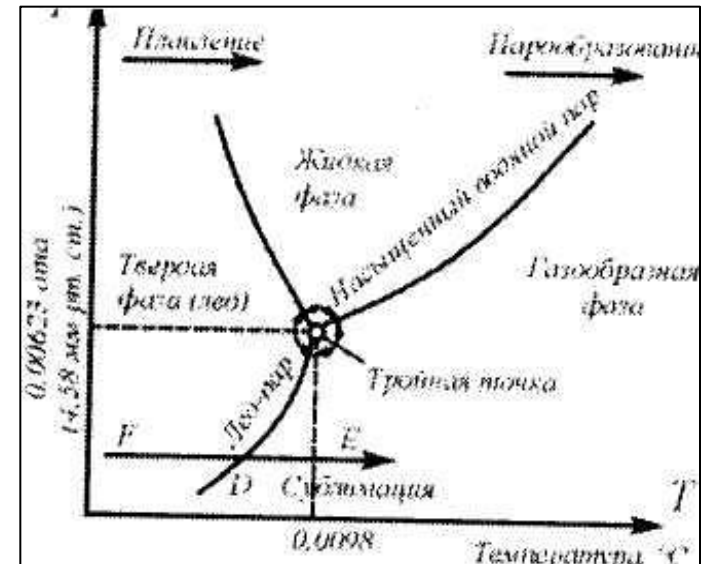 Плавление
Парообразовани
Насыщенный водяной пар
Жидкая
фаза
Твердая
фаза (лед)
Газообразная
фаза
0,00623 ата
(4,58 мм рт. ст.)
Тройная точка
Лед-пар
F
E
D
Сублимация
T
0,0098
Температура, °C